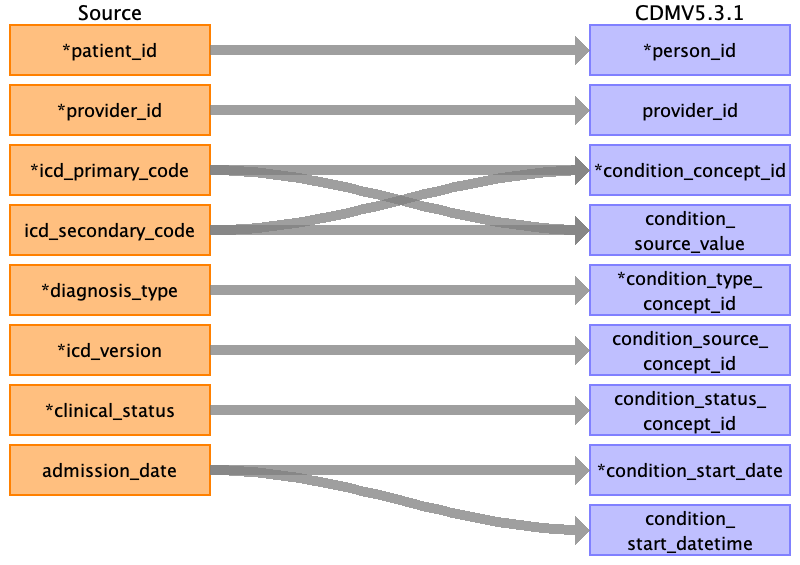 Source CDMV5.3.1
*patient_id *person_id
*provider_id provider_id
*icd_primary_code *condition_concept_id
icd_secondary_code condition_
source_value
*diagnosis_type *condition_type_
concept_id
*icd_version condition_source_
concept_id
*clinical_status condition_status_
concept_id
admission_date *condition_start_date
condition_
start_datetime